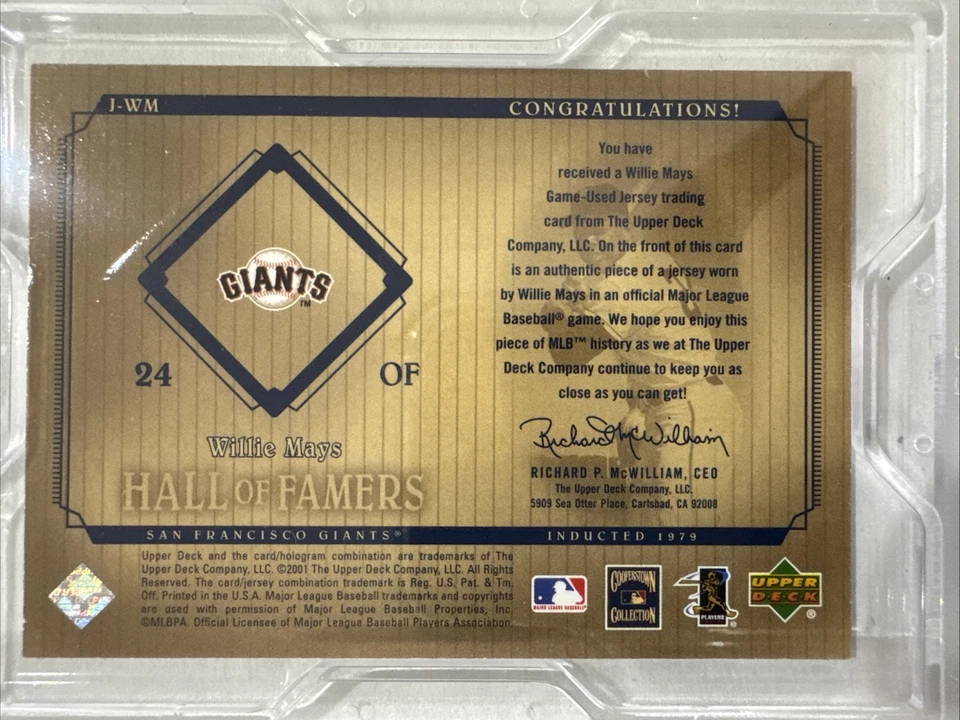 J-WM
CONGRATULATIONS!
GIANTS
TM
24
OF
Willie Mays
HALL OF FAMERS
You have
received a Willie Mays
Game-Used Jersey trading
card from The Upper Deck
Company, LLC. On the front of this card
is an authentic piece of a jersey worn
by Willie Mays in an official Major League
Baseball® game. We hope you enjoy this
piece of MLB™ history as we at The Upper
Deck Company continue to keep you as
close as you can get!
Richard McWilliam
RICHARD P. McWILLIAM, CEO
The Upper Deck Company, LLC.
5909 Sea Otter Place, Carlsbad, CA 92008
SAN FRANCISCO GIANTS®
INDUCTED 1979
Upper Deck and the card/hologram combination are trademarks of The
Upper Deck Company, LLC. ©2001 The Upper Deck Company, LLC. All
Rights Reserved. The card/jersey combination trademark is Reg. U.S. Pat. & Tm.
Off. Printed in the U.S.A. Major League Baseball trademarks and copyrights
are used with permission of Major League Baseball Properties, Inc.
©MLBPA. Official Licensee of Major League Baseball Players Association.
MAJOR LEAGUE BASEBALL
COOPERSTOWN
COLLECTION
PLAYERS
®
UPPER
DECK
®